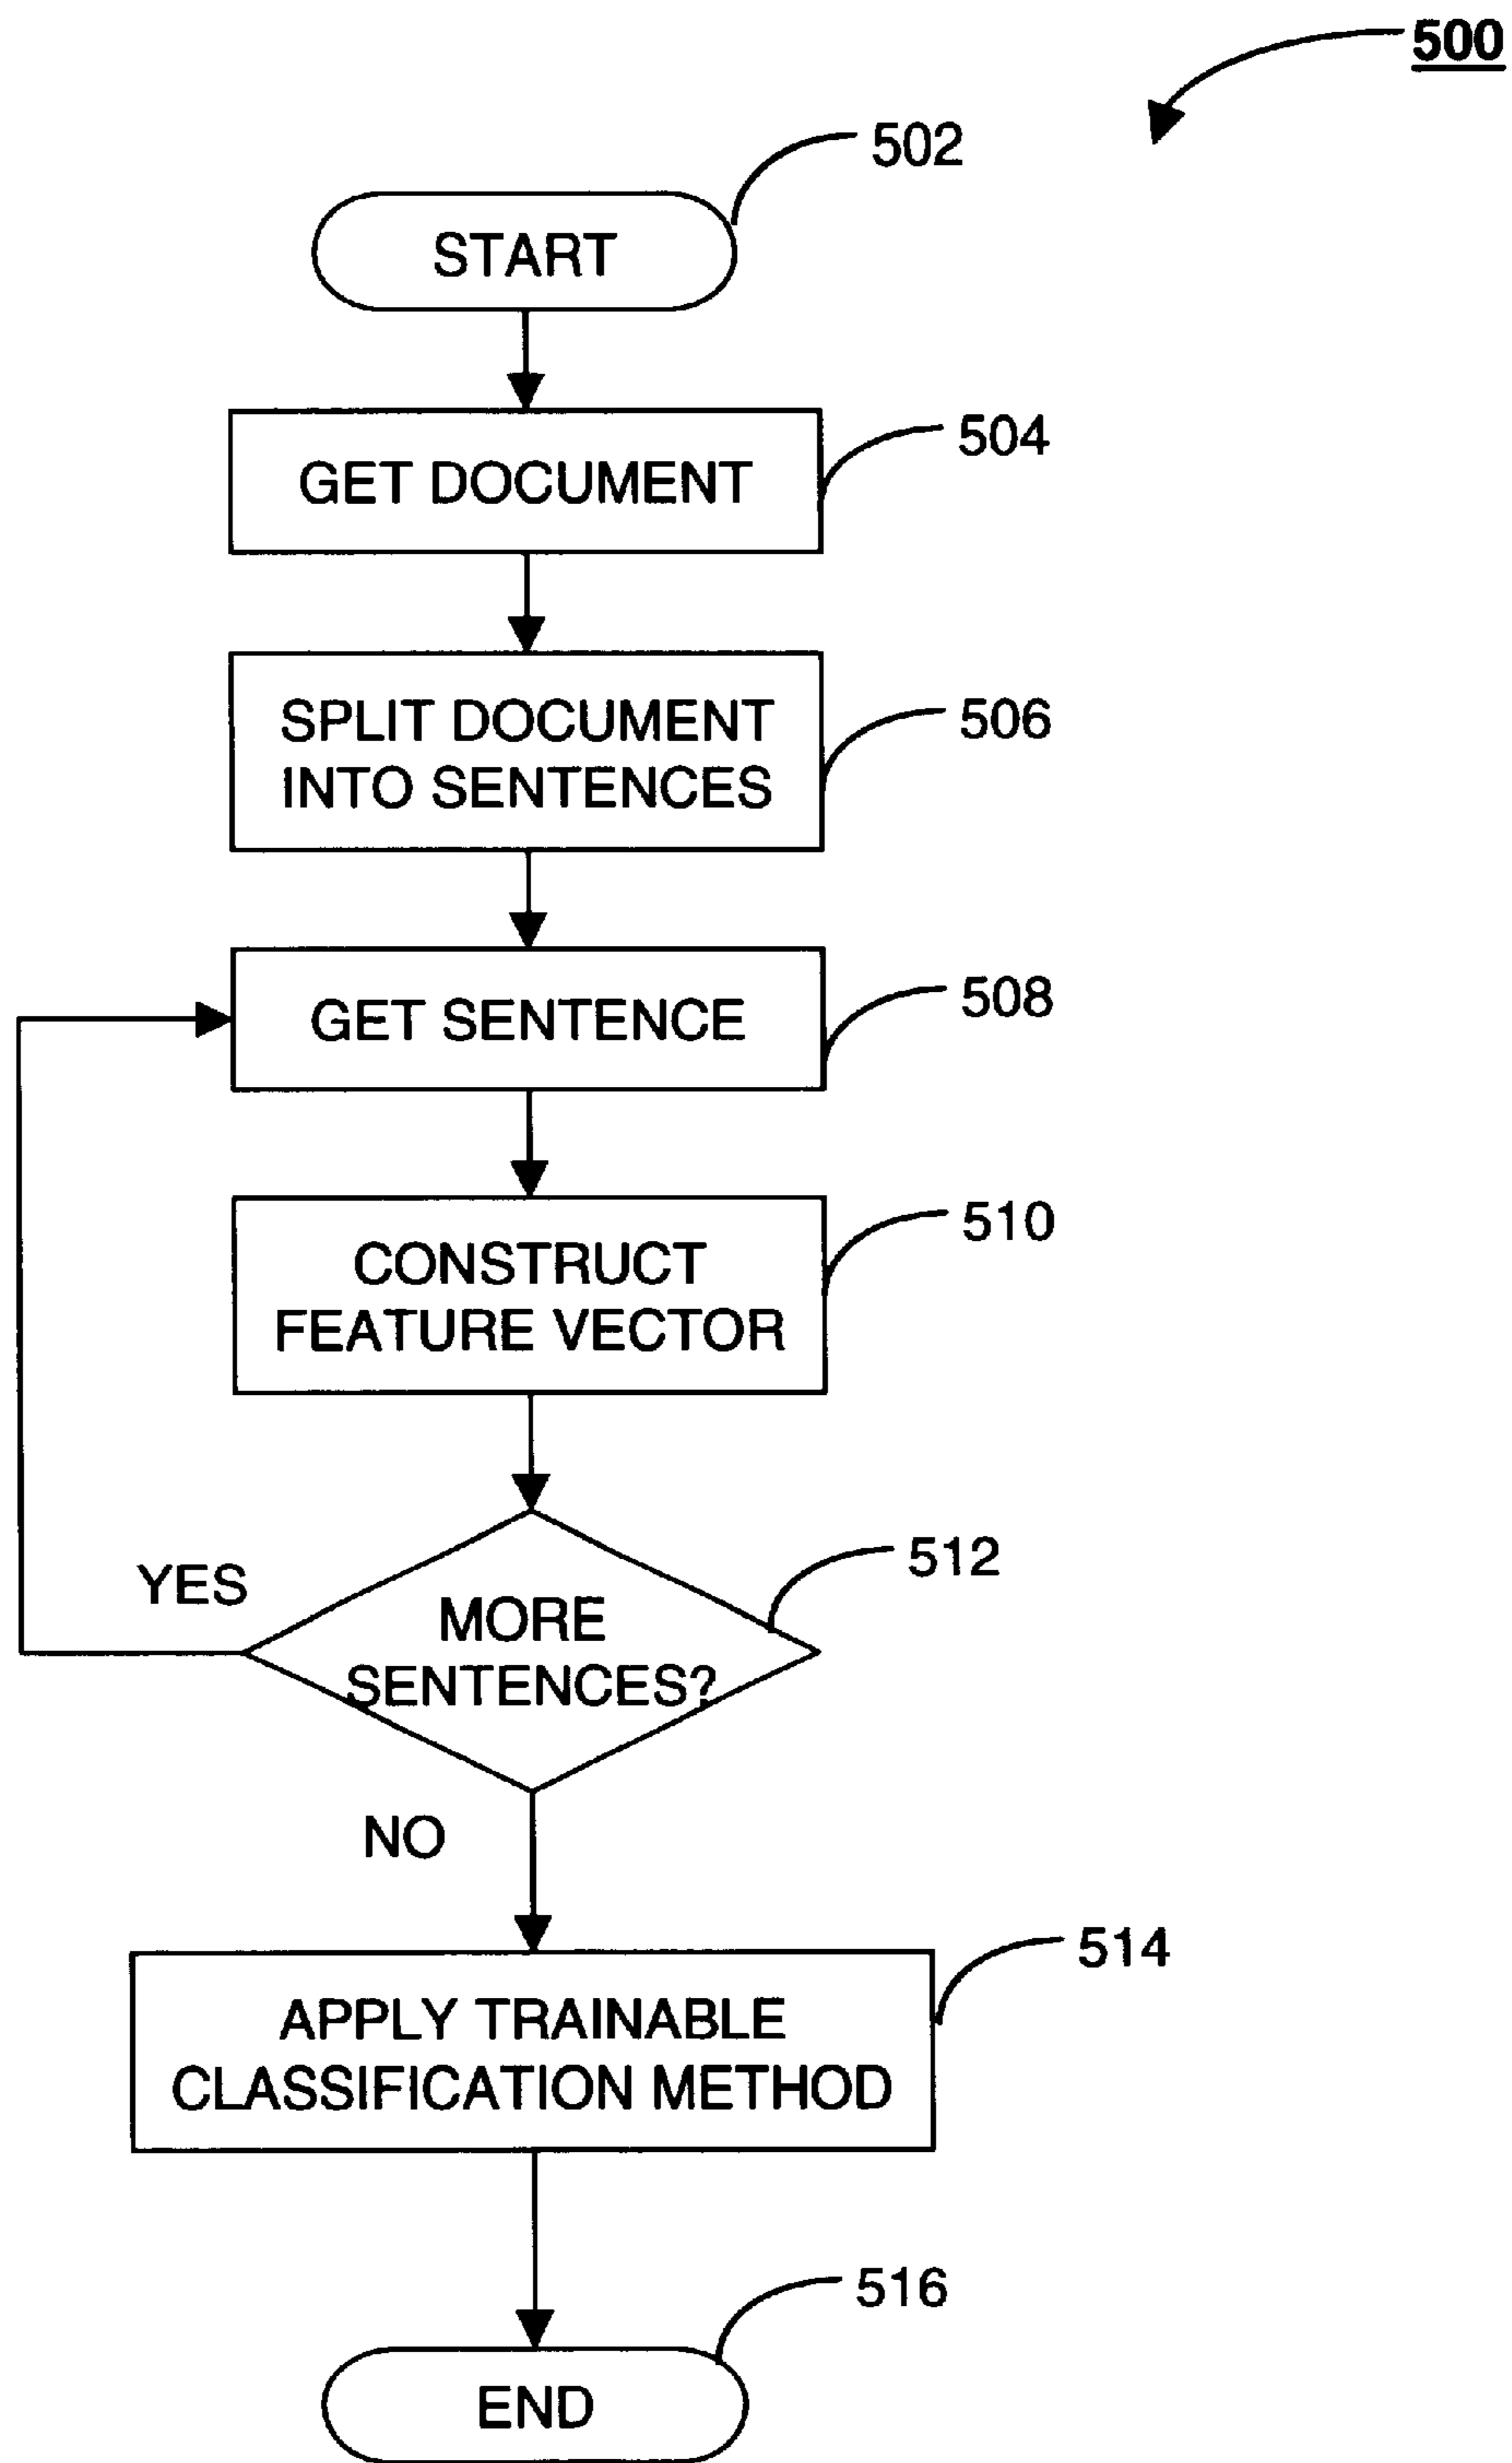 500
502
START
504
GET DOCUMENT
506
SPLIT DOCUMENT
INTO SENTENCES
508
GET SENTENCE
510
CONSTRUCT
FEATURE VECTOR
512
YES
MORE
SENTENCES?
NO
514
APPLY TRAINABLE
CLASSIFICATION METHOD
516
END